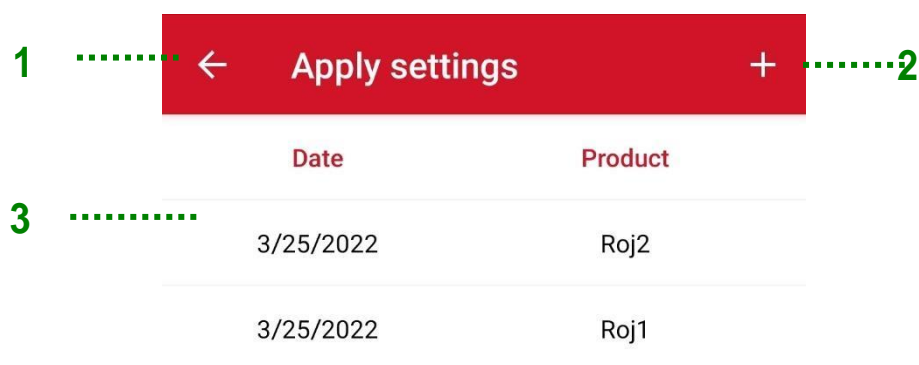 1 Apply settings 2
Date Product
3
3/25/2022 Roj2
3/25/2022 Roj1